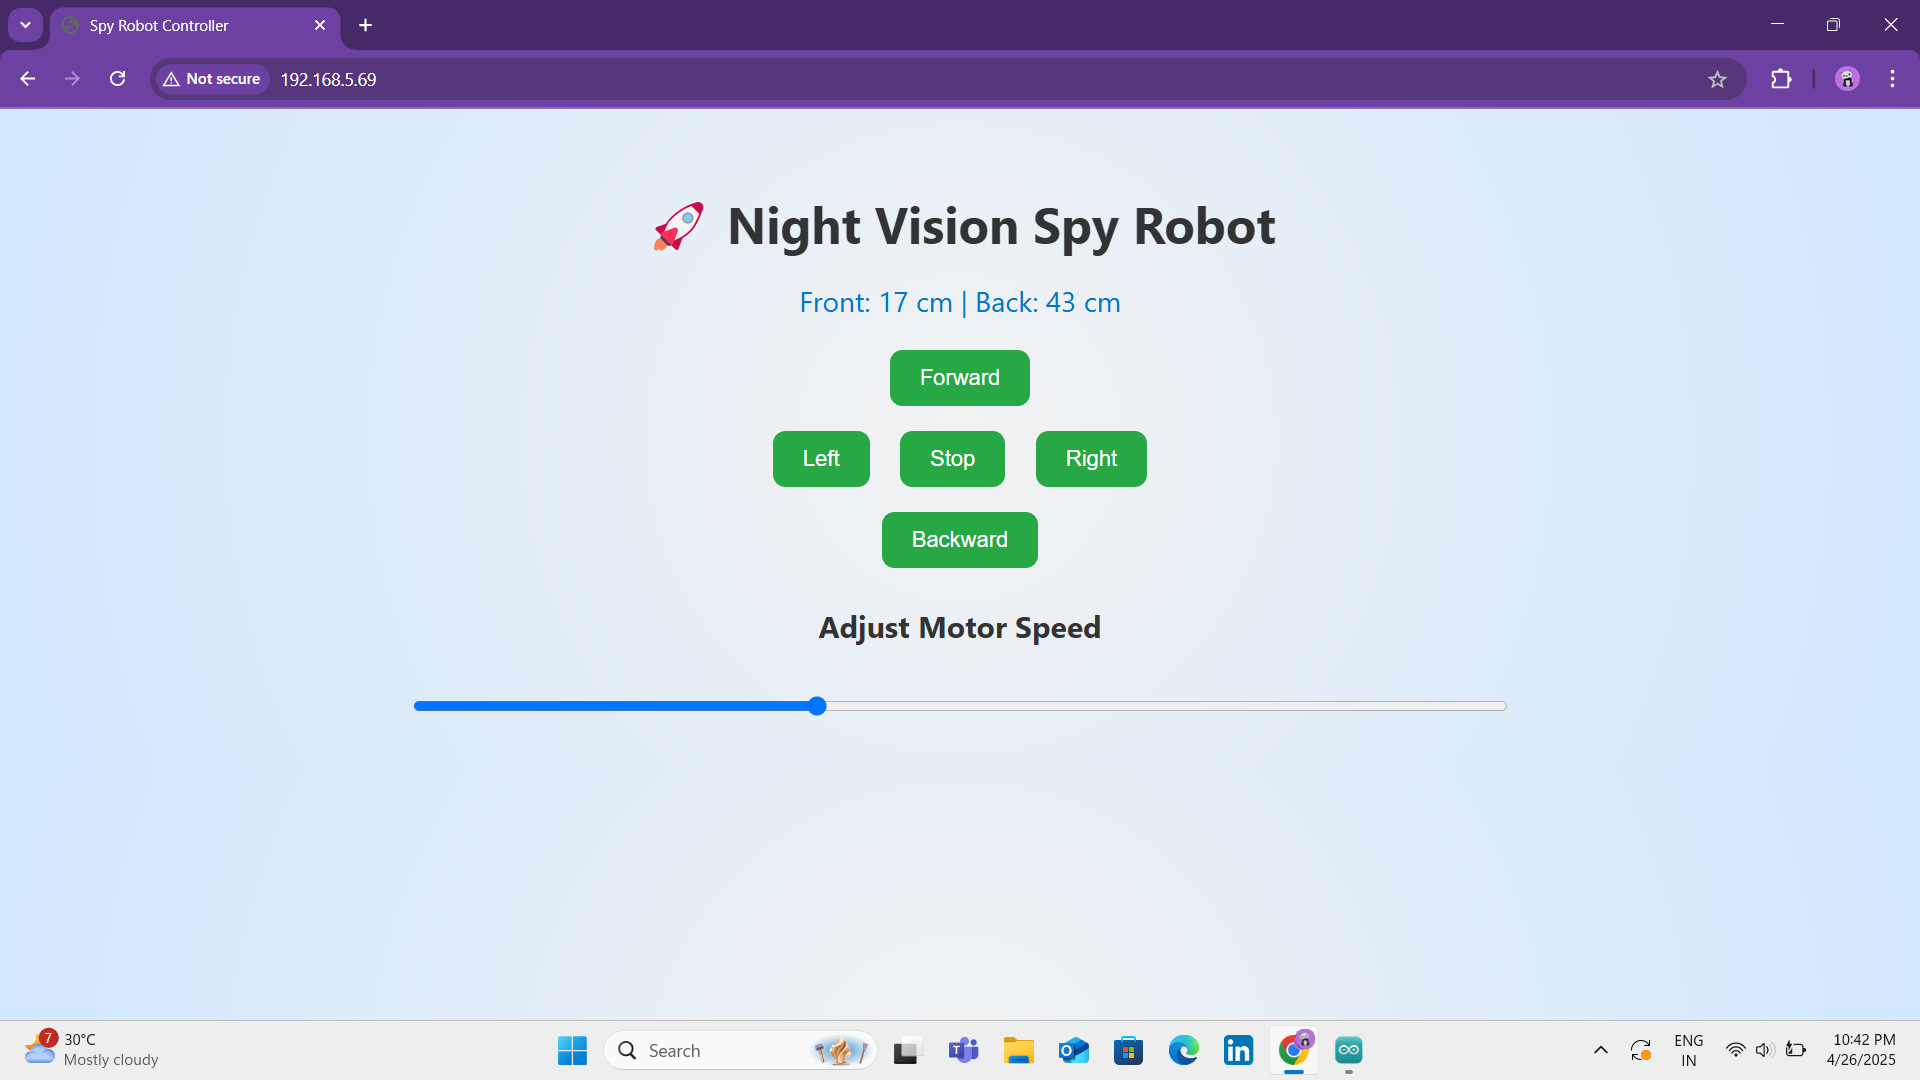 Spy Robot Controller
Not secure
192.168.5.69
🚀 Night Vision Spy Robot
Front: 17 cm | Back: 43 cm
Forward
Left
Stop
Right
Backward
Adjust Motor Speed
7
30°C
Mostly cloudy
Search
ENG
IN
10:42 PM
4/26/2025